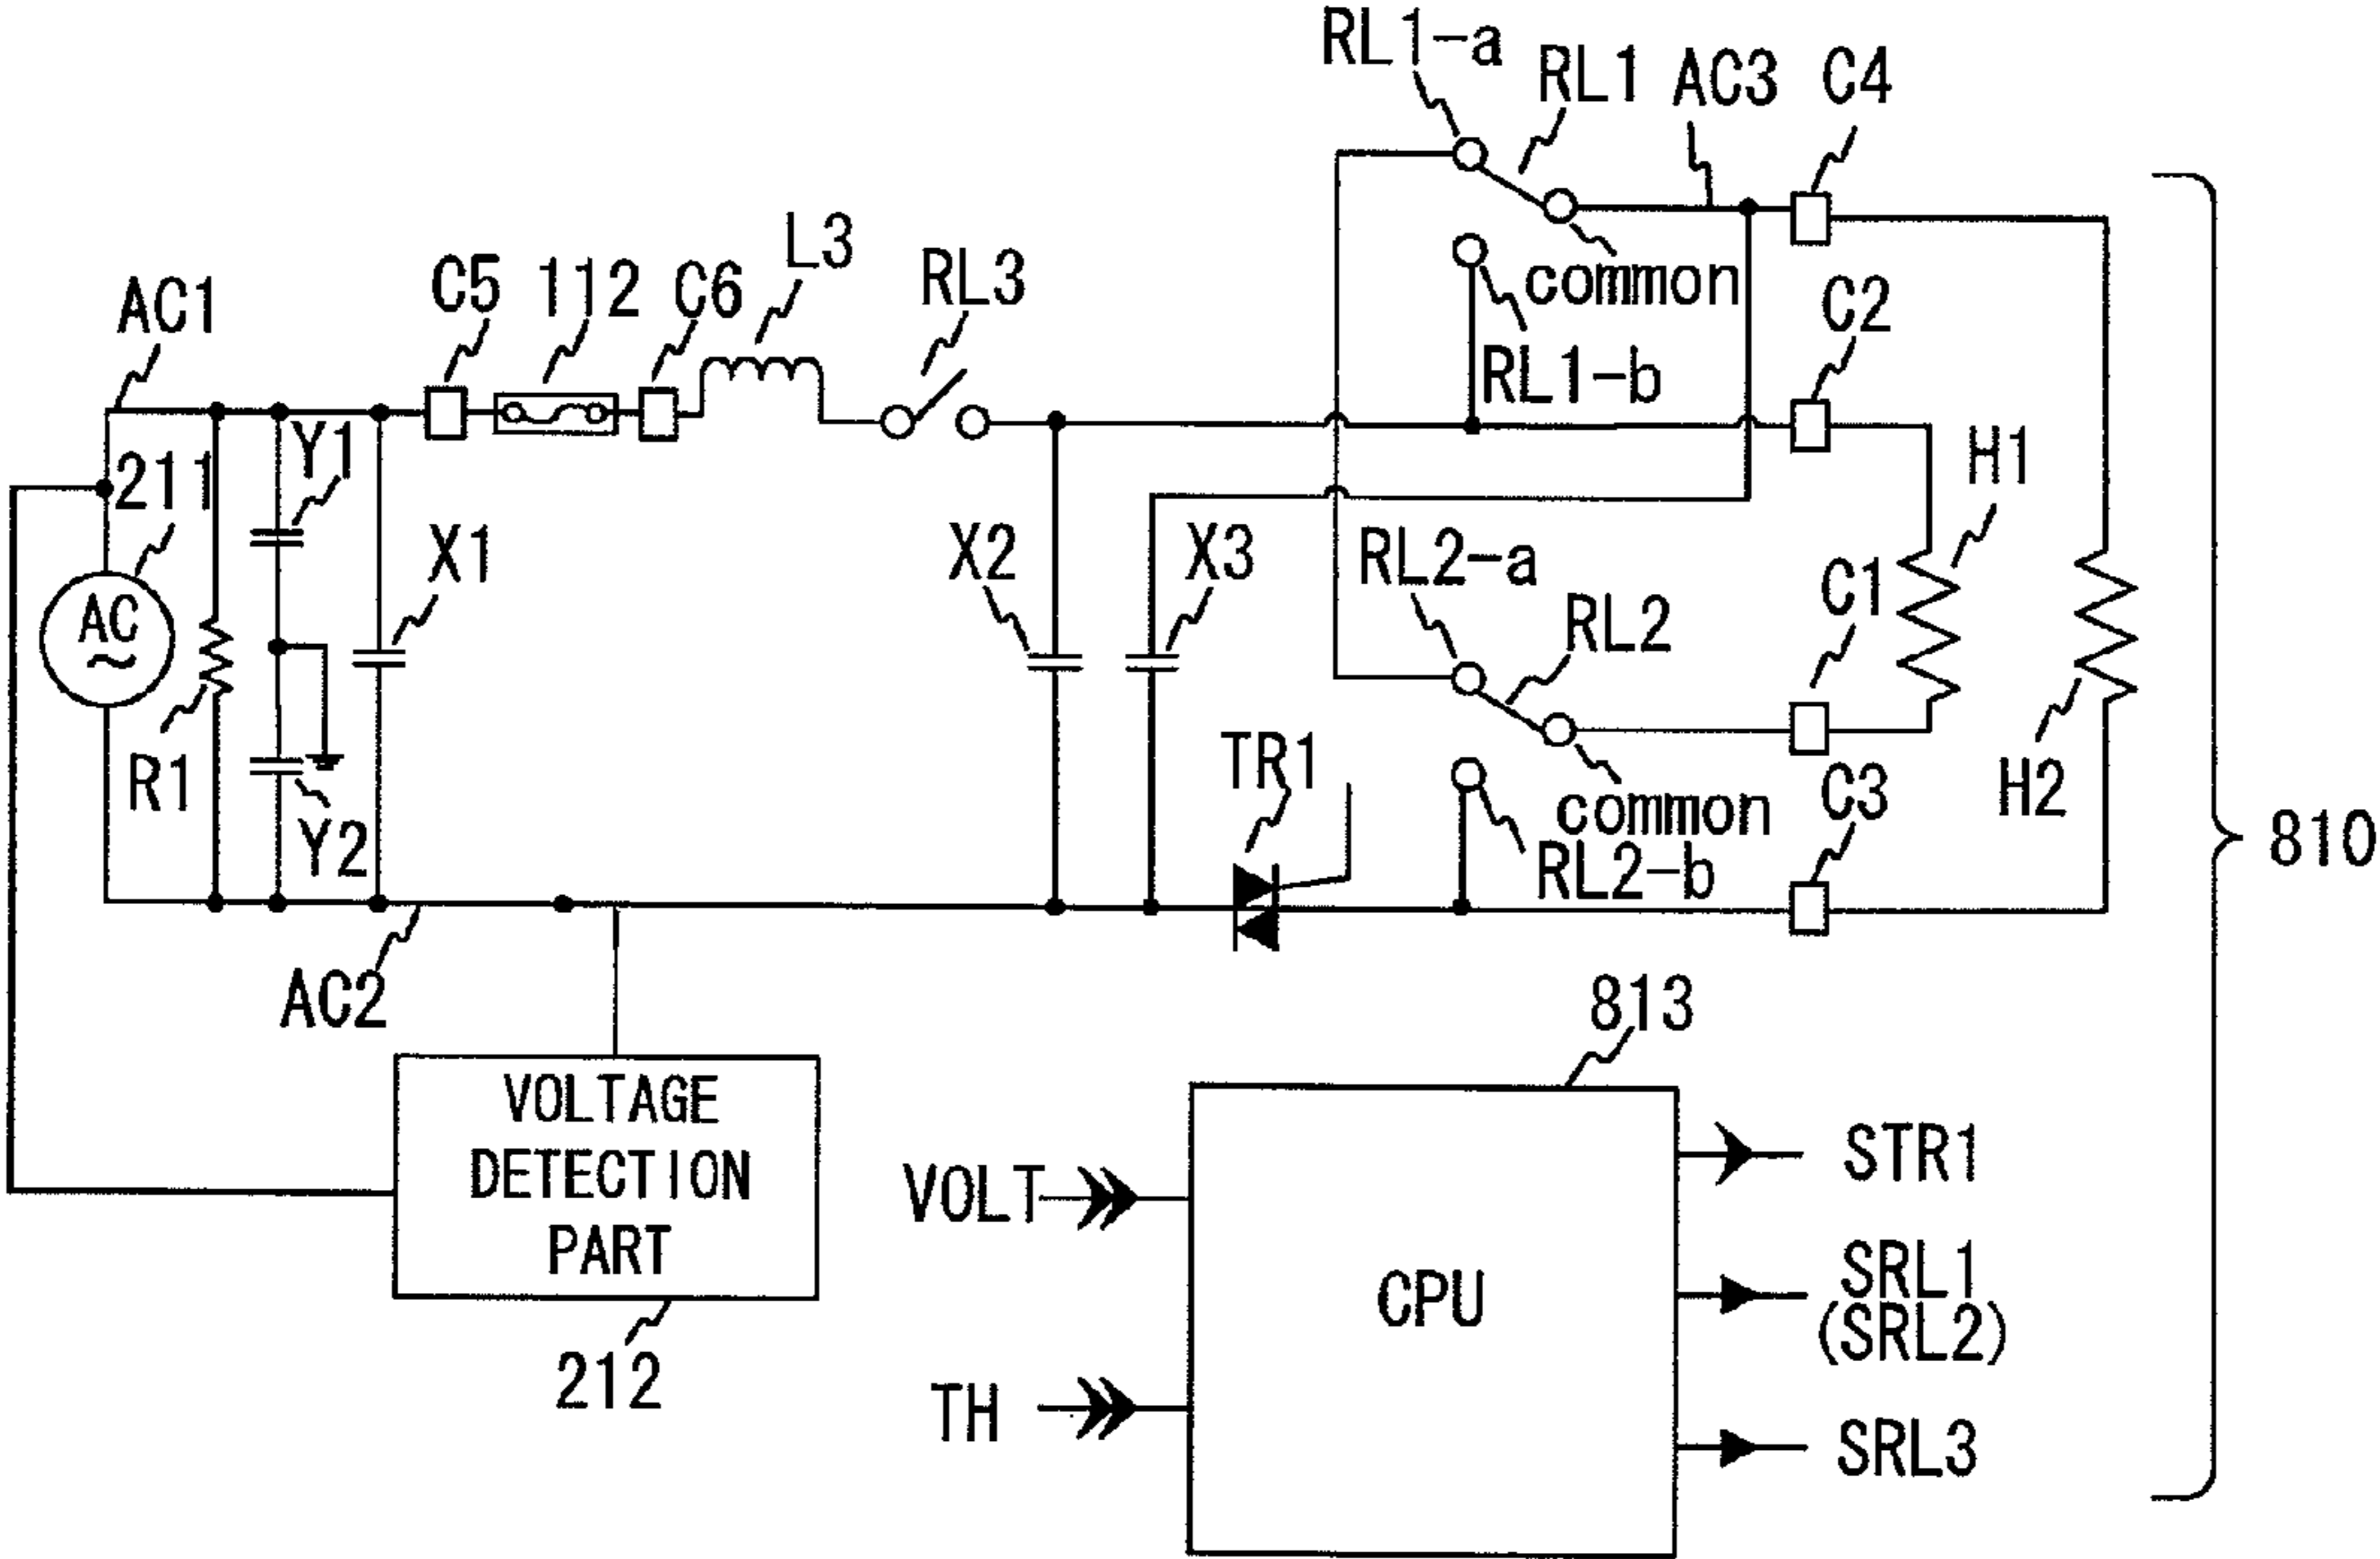 RL1-a
RL1
AC3
C4
L3
RL3
C5
112
C6
AC1
common
C2
RL1-b
Y1
211
H1
X1
X2
X3
RL2-a
C1
RL2
AC
R1
TR1
H2
common
C3
Y2
RL2-b
810
AC2
813
VOLTAGE
DETECTION
PART
STR1
VOLT
SRL1
(SRL2)
CPU
212
TH
SRL3